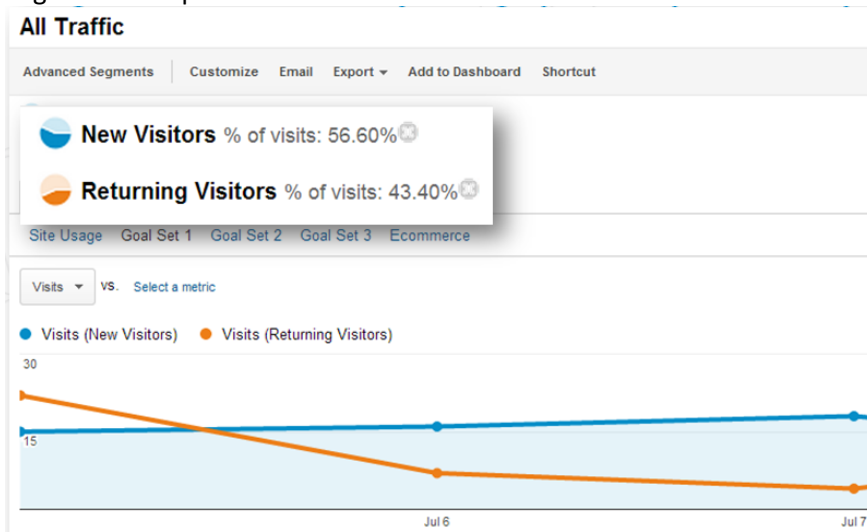 All Traffic
Advanced Segments Customize Email Export Add to Dashboard Shortcut
New Visitors % of visits: 56.60%
Returning Visitors % of visits: 43.40%
Site Usage Goal Set 1 Goal Set 2 Goal Set 3 Ecommerce
Visits VS. Select a metric
Visits (New Visitors) Visits (Returning Visitors)
30
15
Jul 6 Jul 7